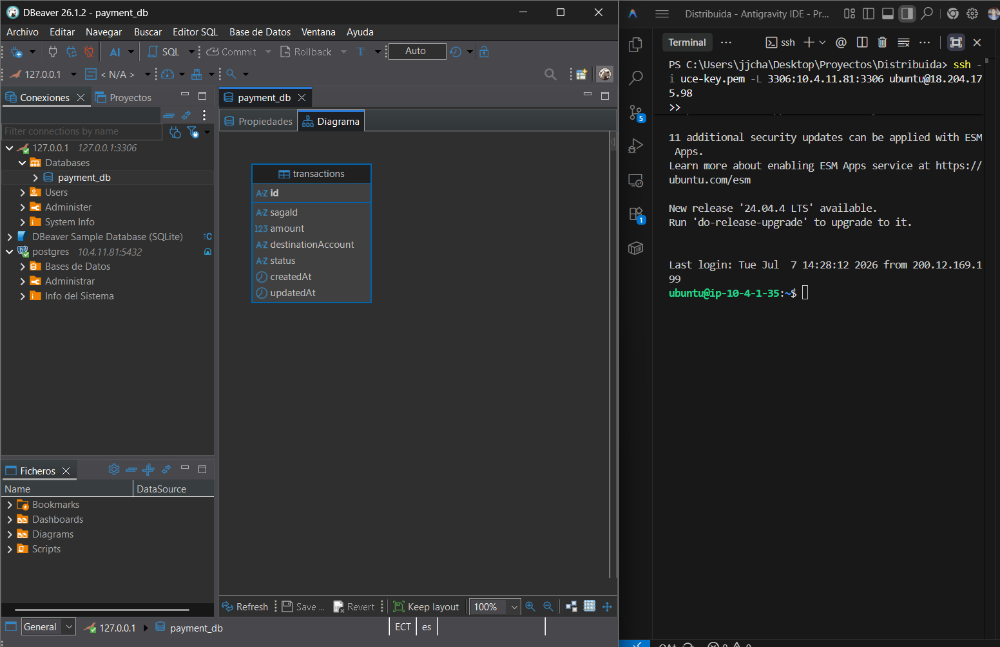 DBeaver 26.1.2 - payment_db
Archivo Editar Navegar Buscar Editor SQL Base de Datos Ventana Ayuda
AI SQL Commit Rollback T Auto
127.0.0.1 < N/A >
Conexiones Proyectos
Filter connections by name
127.0.0.1 127.0.0.1:3306
Databases
payment_db
Users
Administer
System Info
DBeaver Sample Database (SQLite)
postgres 10.4.11.81:5432
Bases de Datos
Administrar
Info del Sistema
Ficheros
Name DataSource
Bookmarks
Dashboards
Diagrams
Scripts
payment_db
Propiedades Diagrama
transactions
A-Z id
A-Z sagaId
123 amount
A-Z destinationAccount
A-Z status
createdAt
updatedAt
Refresh Save ... Revert Keep layout 100%
General 127.0.0.1 payment_db ECT es
Distribuida - Antigravity IDE - Pr...
Terminal ssh
5
1
PS C:\Users\jjcha\Desktop\Proyectos\Distribuida> ssh -
i uce-key.pem -L 3306:10.4.11.81:3306 ubuntu@18.204.17
5.98
>>
11 additional security updates can be applied with ESM
Apps.
Learn more about enabling ESM Apps service at https://
ubuntu.com/esm
New release '24.04.4 LTS' available.
Run 'do-release-upgrade' to upgrade to it.
Last login: Tue Jul  7 14:28:12 2026 from 200.12.169.1
99
ubuntu@ip-10-4-1-35:~$